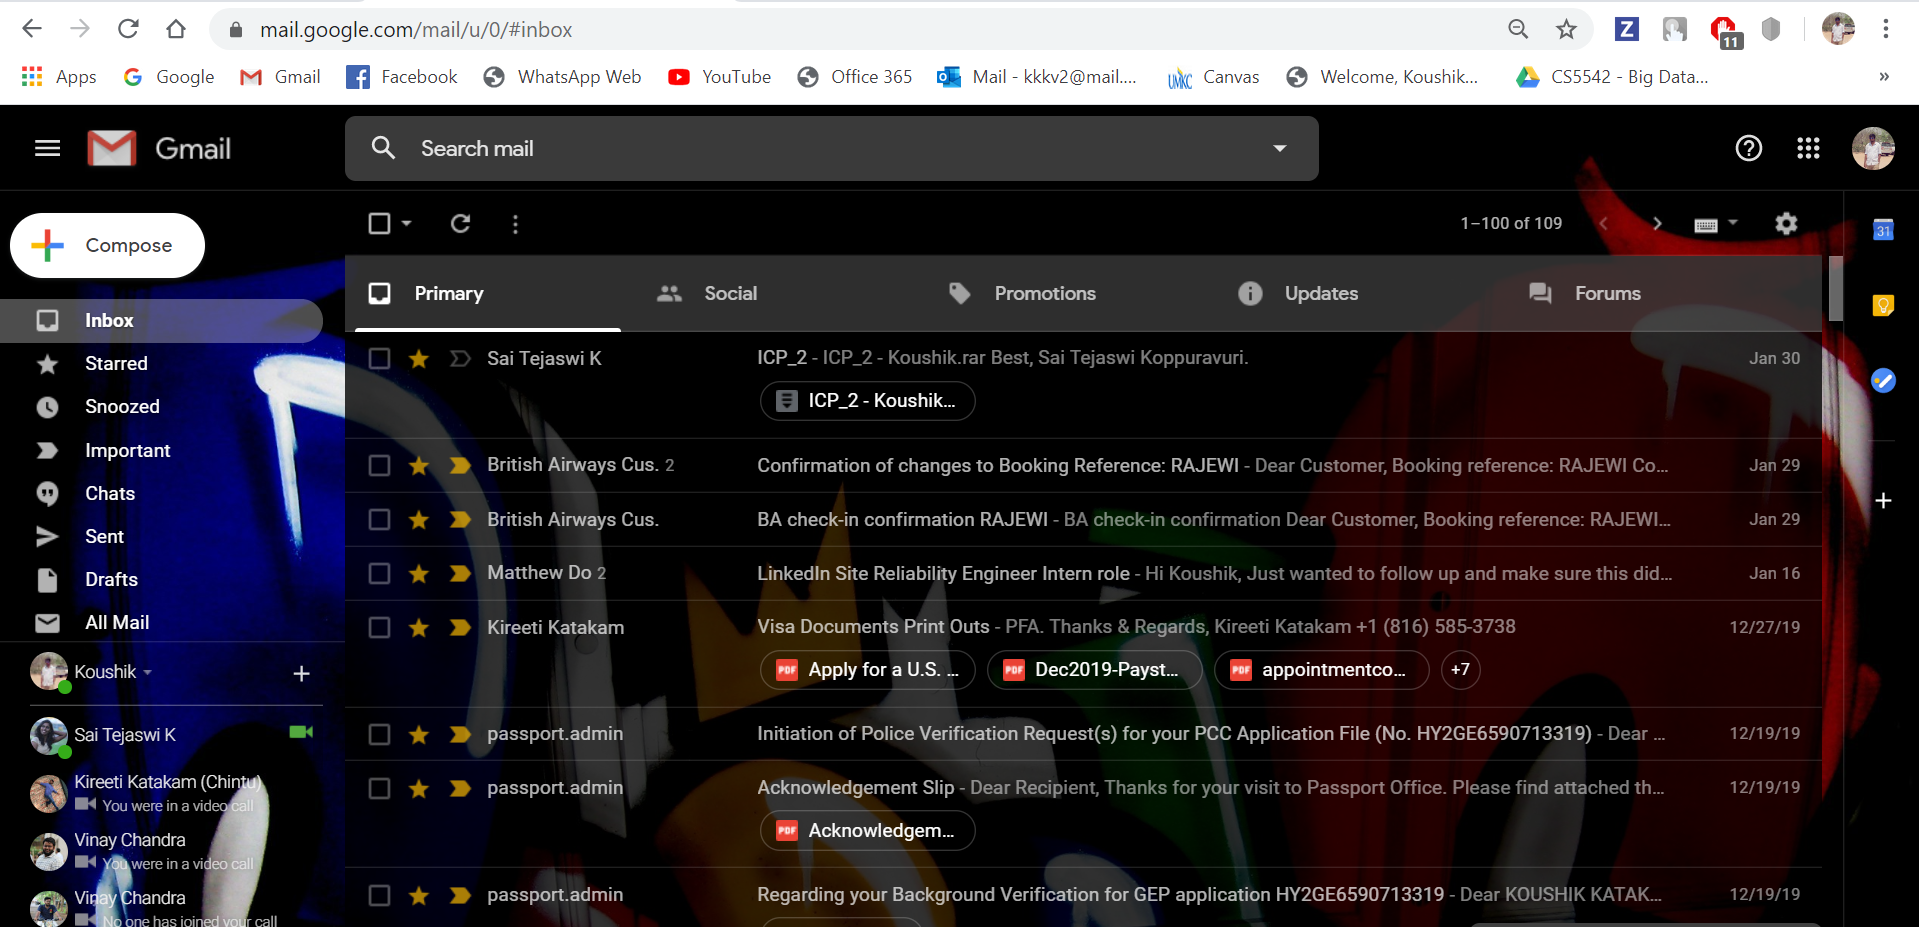 mail.google.com/mail/u/0/#inbox
11
Apps Google Gmail Facebook WhatsApp Web YouTube Office 365 Mail - kkkv2@mail.... UMKC Canvas Welcome, Koushik... CS5542 - Big Data... »
Gmail
Search mail
Compose
1–100 of 109
31
Primary Social Promotions Updates Forums
Inbox
Starred
Snoozed
Important
Chats
Sent
Drafts
All Mail
Koushik
Sai Tejaswi K
Kireeti Katakam (Chintu)
You were in a video call
Vinay Chandra
You were in a video call
Vinay Chandra
No one has joined your call
Sai Tejaswi K ICP_2 - ICP_2 - Koushik.rar Best, Sai Tejaswi Koppuravuri. Jan 30
ICP_2 - Koushik...
British Airways Cus. 2 Confirmation of changes to Booking Reference: RAJEWI - Dear Customer, Booking reference: RAJEWI Co... Jan 29
British Airways Cus. BA check-in confirmation RAJEWI - BA check-in confirmation Dear Customer, Booking reference: RAJEWI... Jan 29
Matthew Do 2 LinkedIn Site Reliability Engineer Intern role - Hi Koushik, Just wanted to follow up and make sure this did... Jan 16
Kireeti Katakam Visa Documents Print Outs - PFA. Thanks & Regards, Kireeti Katakam +1 (816) 585-3738 12/27/19
PDF Apply for a U.S. ... PDF Dec2019-Payst... PDF appointmentco... +7
passport.admin Initiation of Police Verification Request(s) for your PCC Application File (No. HY2GE6590713319) - Dear ... 12/19/19
passport.admin Acknowledgement Slip - Dear Recipient, Thanks for your visit to Passport Office. Please find attached th... 12/19/19
PDF Acknowledgem...
passport.admin Regarding your Background Verification for GEP application HY2GE6590713319 - Dear KOUSHIK KATAK... 12/19/19